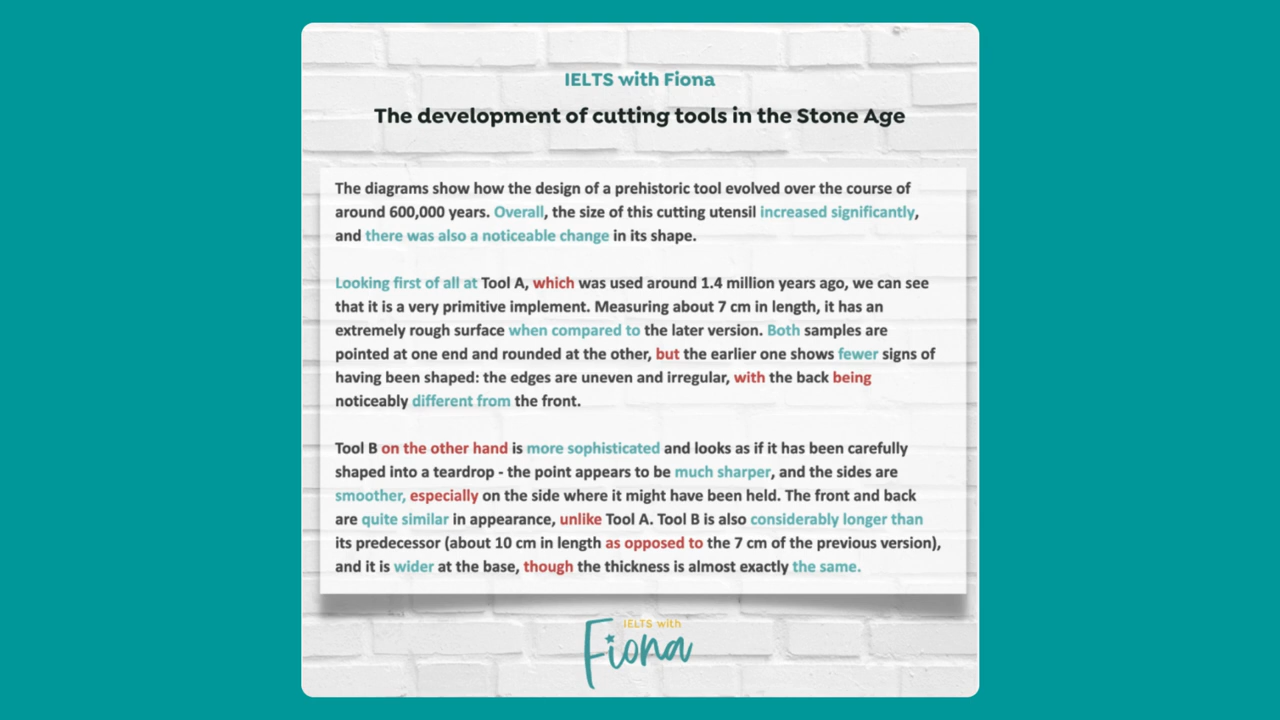 IELTS with Fiona
The development of cutting tools in the Stone Age
The diagrams show how the design of a prehistoric tool evolved over the course of
around 600,000 years. Overall, the size of this cutting utensil increased significantly,
and there was also a noticeable change in its shape.
Looking first of all at Tool A, which was used around 1.4 million years ago, we can see
that it is a very primitive implement. Measuring about 7 cm in length, it has an
extremely rough surface when compared to the later version. Both samples are
pointed at one end and rounded at the other, but the earlier one shows fewer signs of
having been shaped: the edges are uneven and irregular, with the back being
noticeably different from the front.
Tool B on the other hand is more sophisticated and looks as if it has been carefully
shaped into a teardrop - the point appears to be much sharper, and the sides are
smoother, especially on the side where it might have been held. The front and back
are quite similar in appearance, unlike Tool A. Tool B is also considerably longer than
its predecessor (about 10 cm in length as opposed to the 7 cm of the previous version),
and it is wider at the base, though the thickness is almost exactly the same.
IELTS with
Fiona